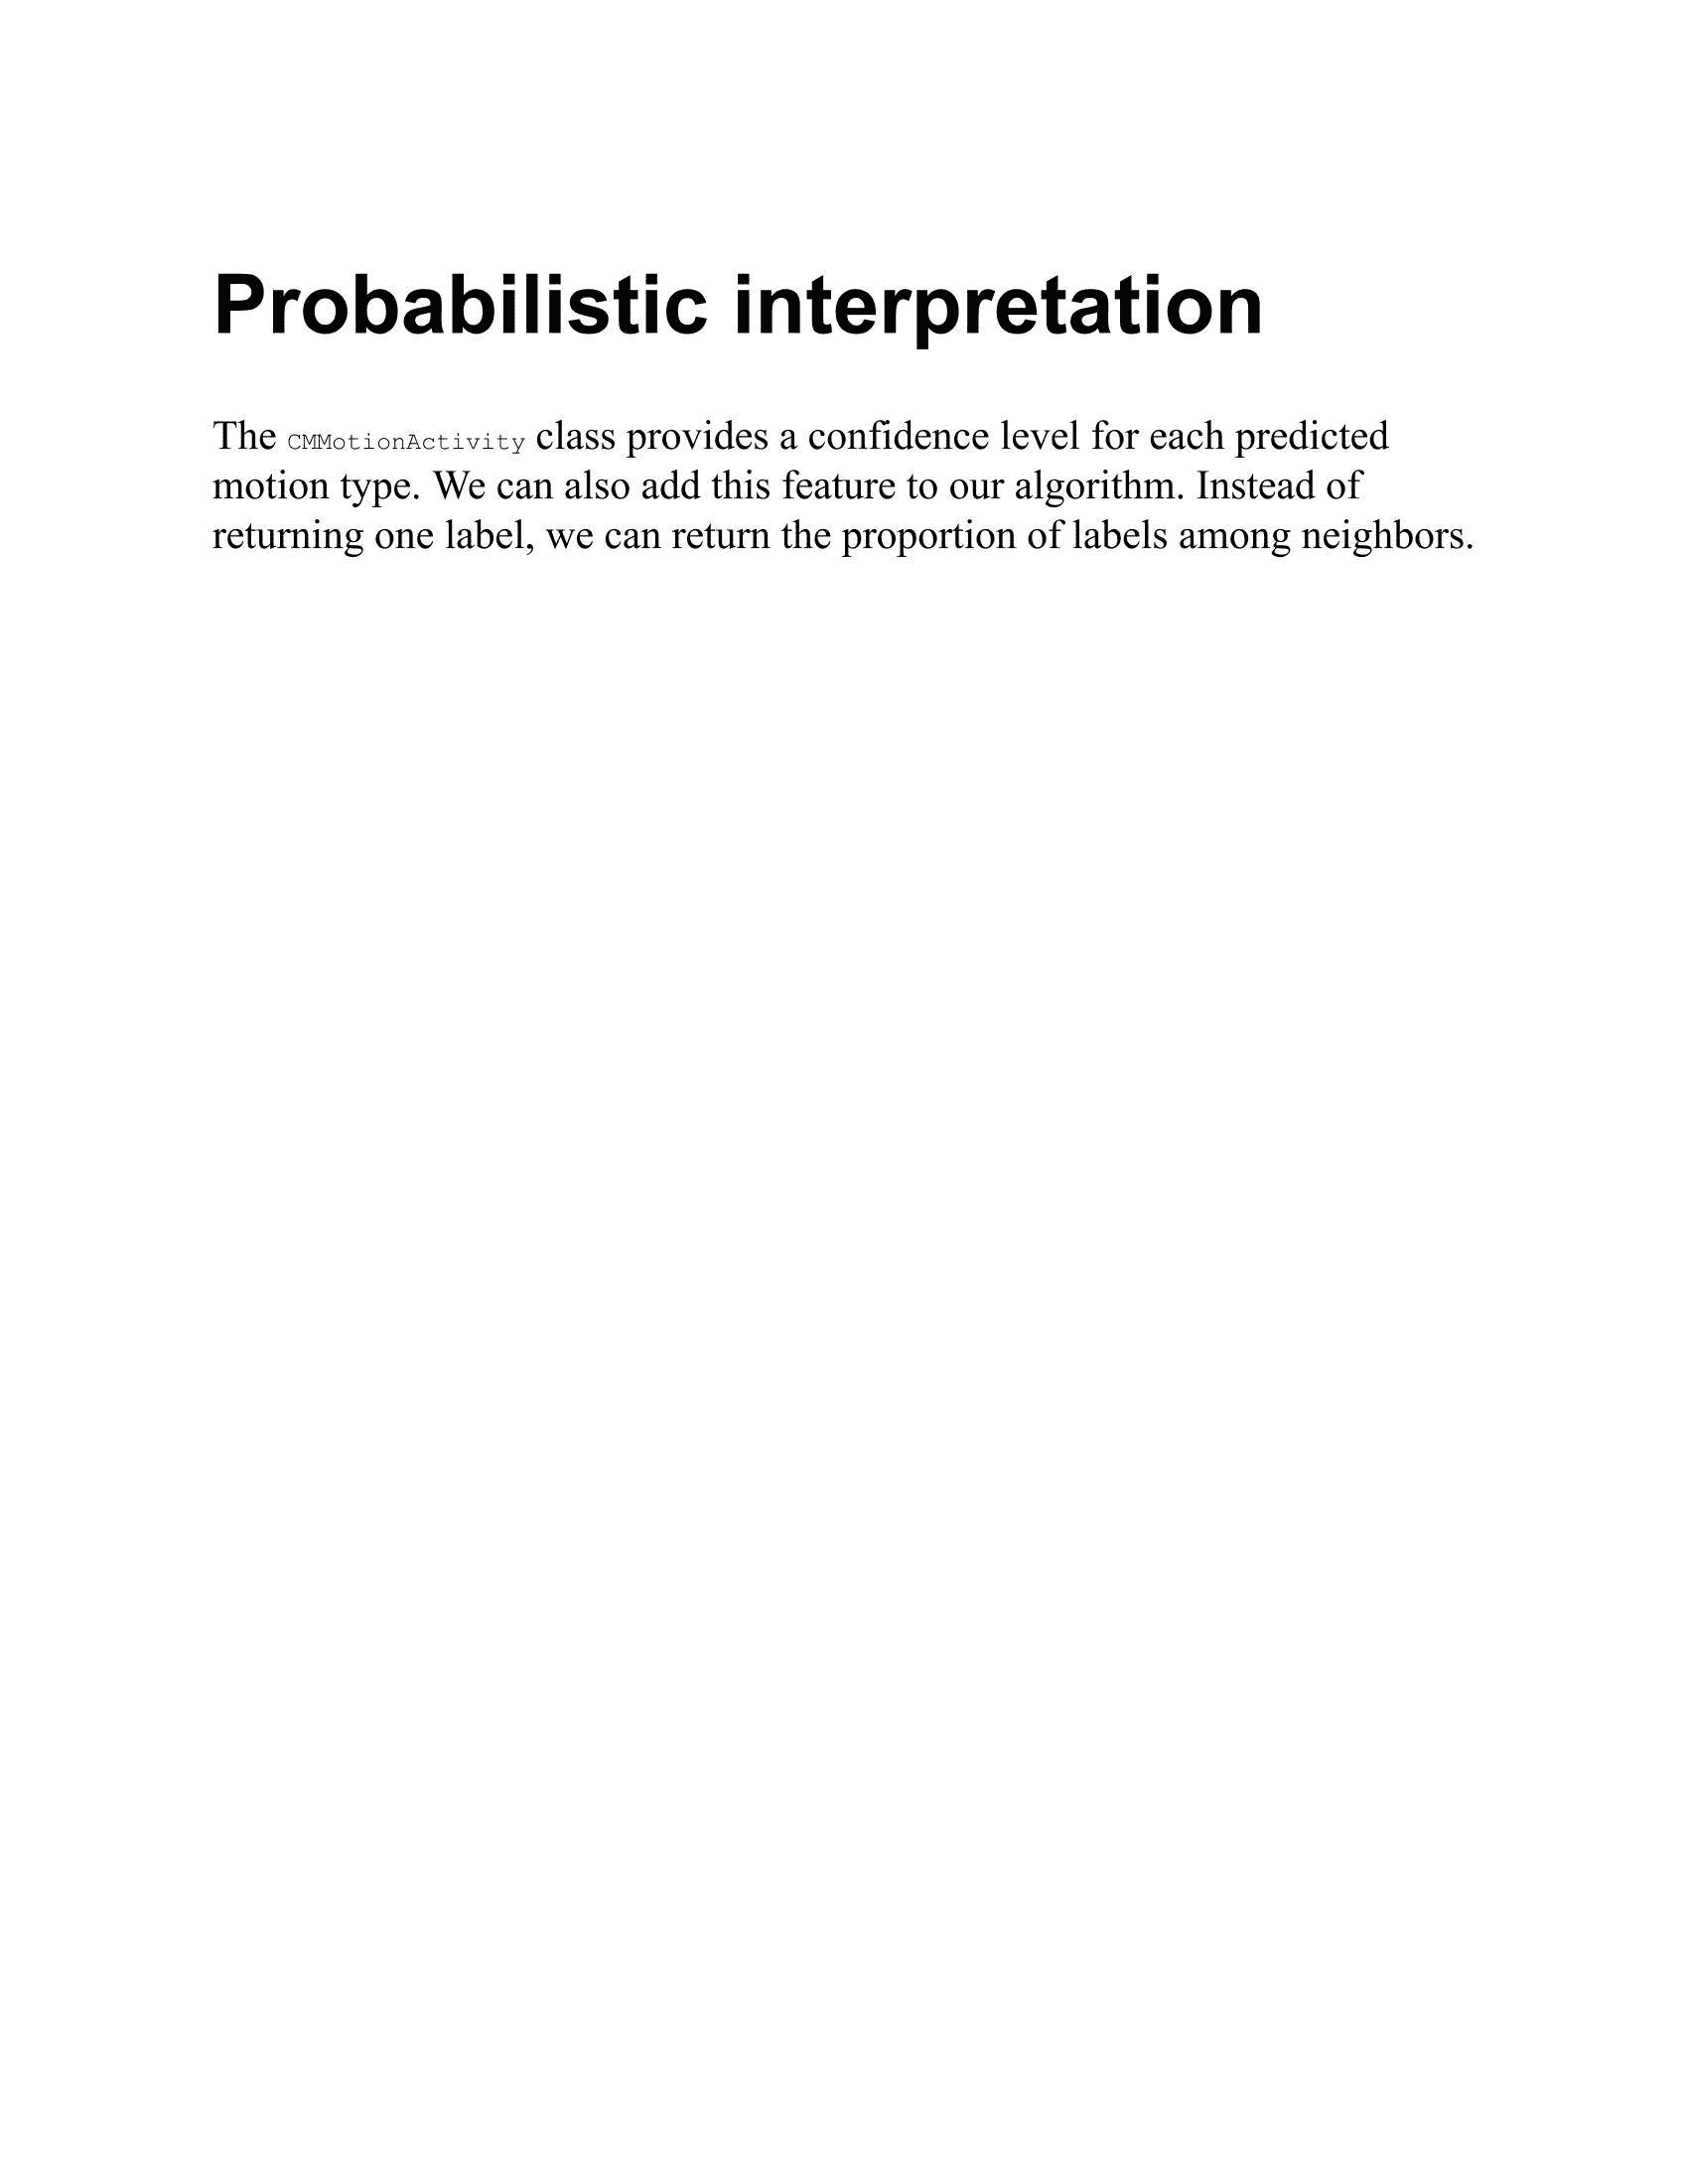 Probabilistic interpretation
The CMMotionActivity class provides a confidence level for each predicted
motion type. We can also add this feature to our algorithm. Instead of
returning one label, we can return the proportion of labels among neighbors.